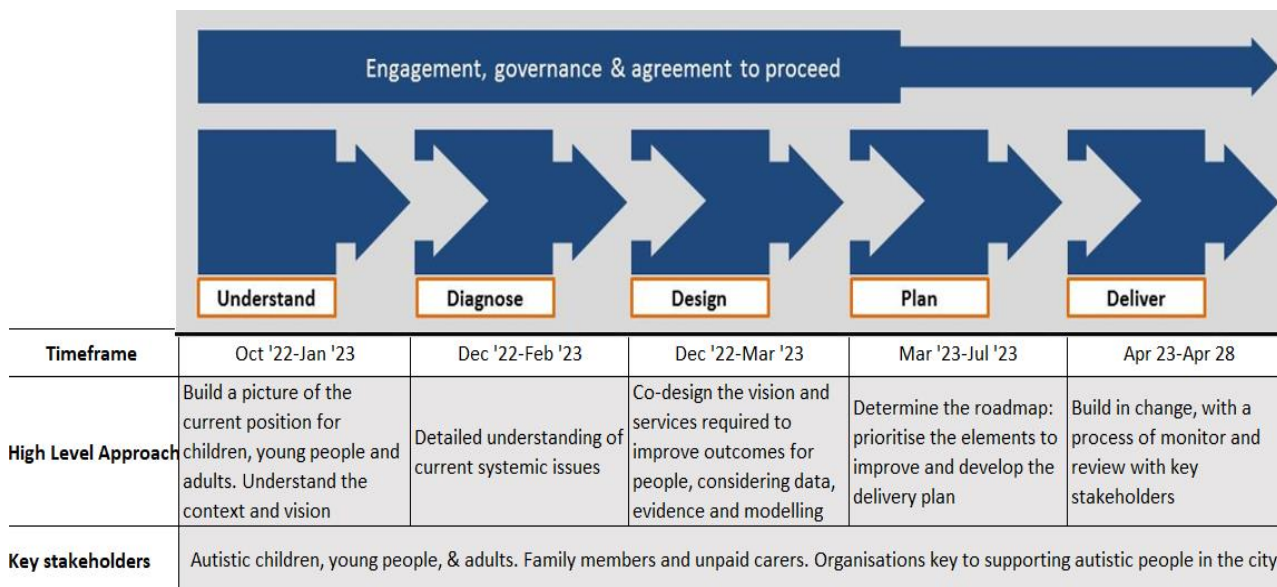 Engagement, governance & agreement to proceed
Understand
Diagnose
Design
Plan
Deliver
Timeframe
Oct '22-Jan '23
Dec '22-Feb '23
Dec '22-Mar '23
Mar '23-Jul '23
Apr 23-Apr 28
High Level Approach
Build a picture of the
current position for
children, young people and
adults. Understand the
context and vision
Detailed understanding of
current systemic issues
Co-design the vision and
services required to
improve outcomes for
people, considering data,
evidence and modelling
Determine the roadmap:
prioritise the elements to
improve and develop the
delivery plan
Build in change, with a
process of monitor and
review with key
stakeholders
Key stakeholders
Autistic children, young people, & adults. Family members and unpaid carers. Organisations key to supporting autistic people in the city